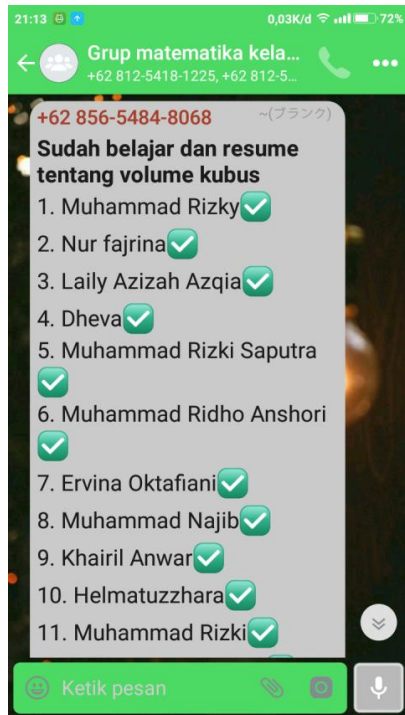 21:13 0,03K/d 72%
Grup matematika kela...
+62 812-5418-1225, +62 812-5...
+62 856-5484-8068 ~(ブランク)
Sudah belajar dan resume
tentang volume kubus
1. Muhammad Rizky✅
2. Nur fajrina✅
3. Laily Azizah Azqia✅
4. Dheva✅
5. Muhammad Rizki Saputra
✅
6. Muhammad Ridho Anshori
✅
7. Ervina Oktafiani✅
8. Muhammad Najib✅
9. Khairil Anwar✅
10. Helmatuzzhara✅
11. Muhammad Rizki✅
Ketik pesan